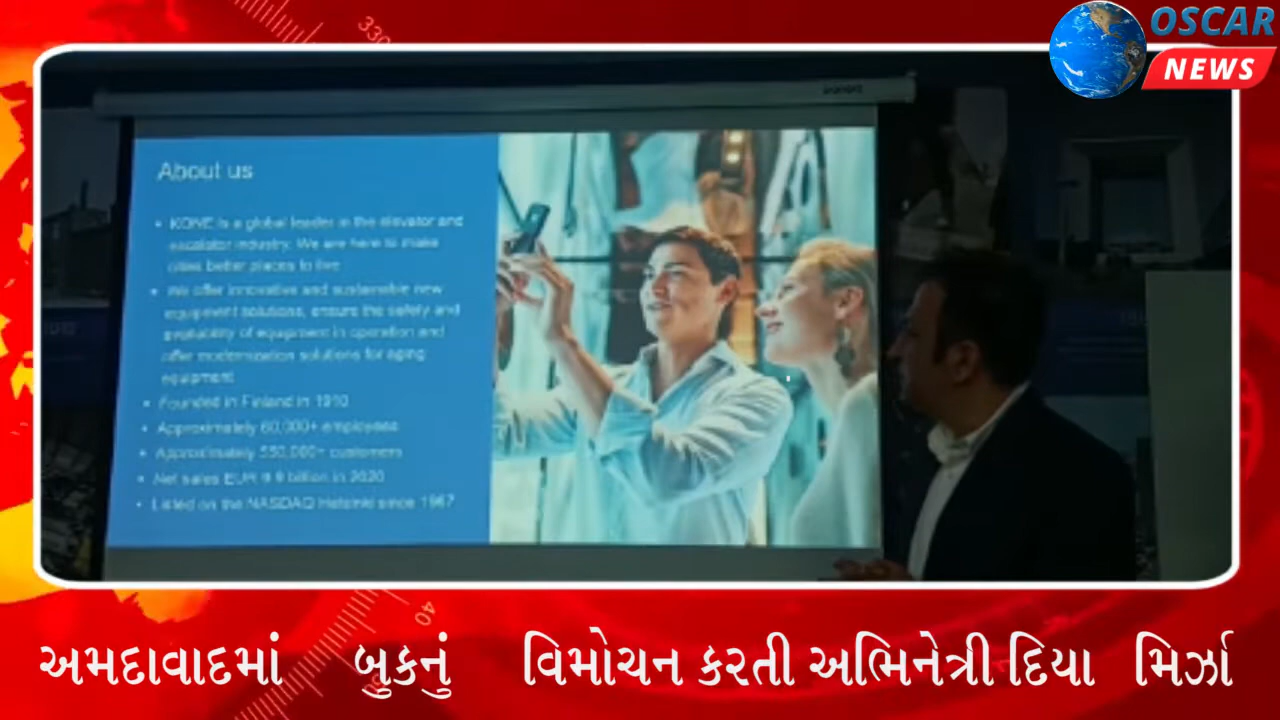 330
OSCAR
NEWS
About us
• KONE is a global leader in the elevator and
escalator industry. We are here to make
cities better places to live
• We offer innovative and sustainable new
equipment solutions, ensure the safety and
availability of equipment in operation and
offer modernization solutions for aging
equipment
• Founded in Finland in 1910
• Approximately 60,000+ employees
• Approximately 550,000+ customers
• Net sales EUR 9.9 billion in 2020
• Listed on the NASDAQ Helsinki since 1967
40
અમદાવાદમાં બુકનું વિમોચન કરતી અભિનેત્રી દિયા મિર્ઝા